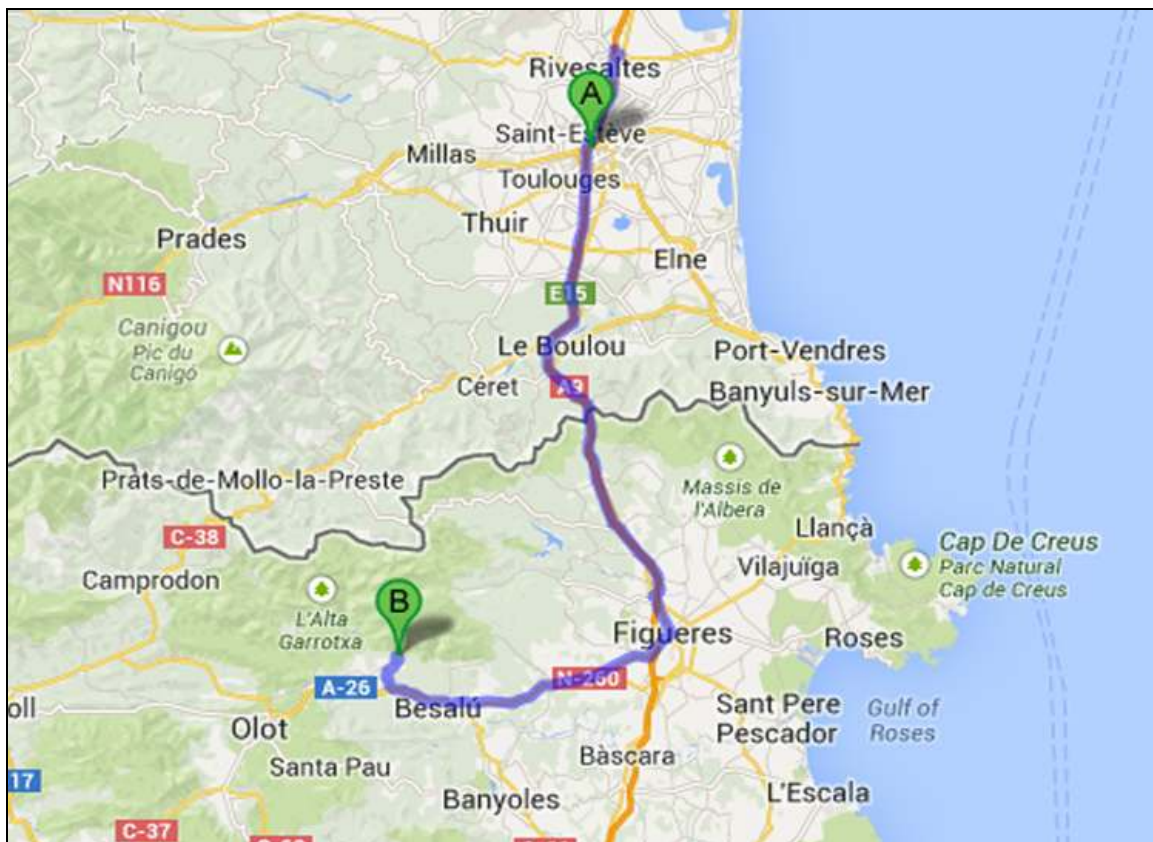 Rivesaltes
A
Saint-Estève
Millas
Toulouges
Thuir
Prades
Elne
N116
E15
Canigou
Pic du
Canigó
Le Boulou
Port-Vendres
Céret
A9
Banyuls-sur-Mer
Prats-de-Mollo-la-Preste
Massis de
l'Albera
Llançà
C-38
Cap De Creus
Parc Natural
Cap de Creus
Camprodon
Vilajuïga
L'Alta
Garrotxa
B
Figueres
Roses
A-26
N-260
oll
Besalú
Sant Pere
Pescador
Gulf of
Roses
Olot
Bàscara
Santa Pau
17
Banyoles
L'Escala
C-37